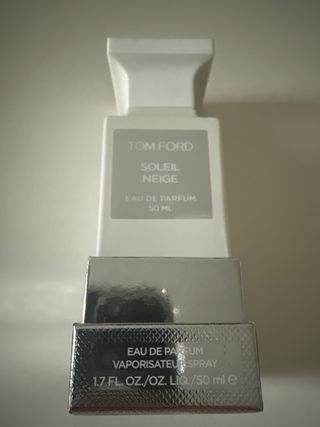 TOM FORD
SOLEIL
NEIGE
EAU DE PARFUM
50 ML
EAU DE PARFUM
VAPORISATEUR SPRAY
1.7 FL. OZ./OZ. LIQ./50 ml ℮